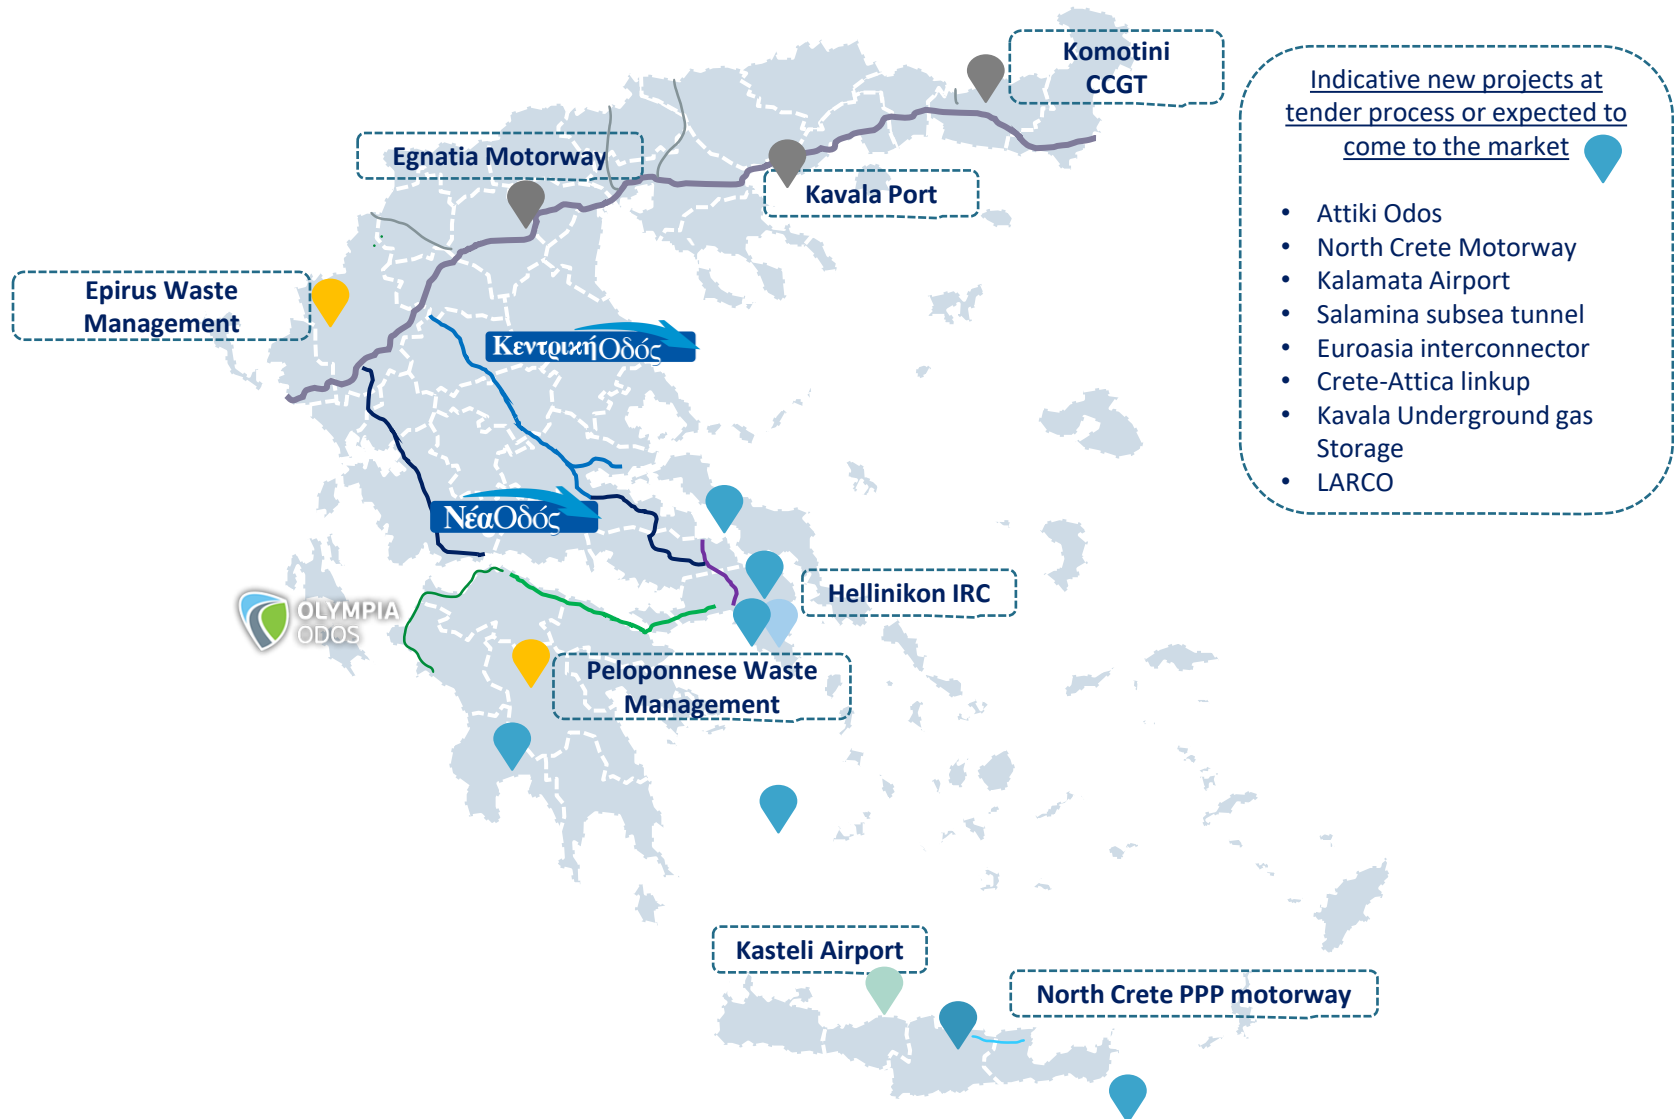 Komotini
CCGT
Indicative new projects at
tender process or expected to
come to the market
Egnatia Motorway
Kavala Port
• Attiki Odos
• North Crete Motorway
• Kalamata Airport
• Salamina subsea tunnel
• Euroasia interconnector
• Crete-Attica linkup
• Kavala Underground gas
Storage
• LARCO
Epirus Waste
Management
ΚεντρικήΟδός
ΝέαΟδός
Hellinikon IRC
OLYMPIA
ODOS
Peloponnese Waste
Management
Kasteli Airport
North Crete PPP motorway